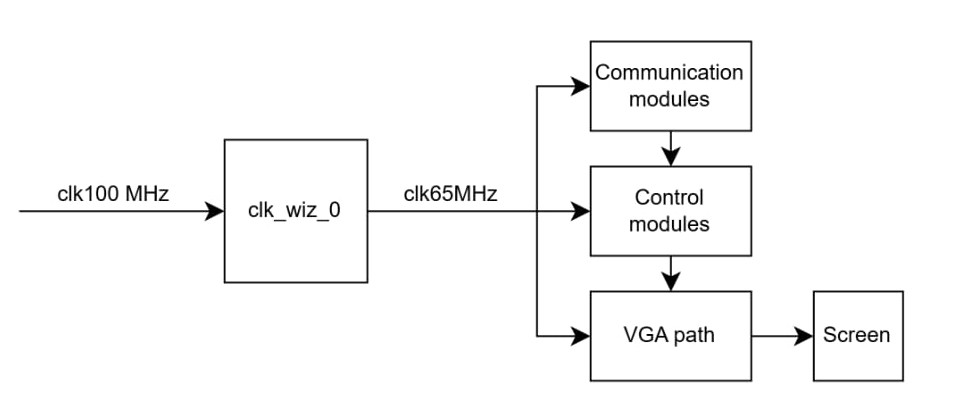 clk100 MHz
clk_wiz_0
clk65MHz
Communication
modules
Control
modules
VGA path
Screen